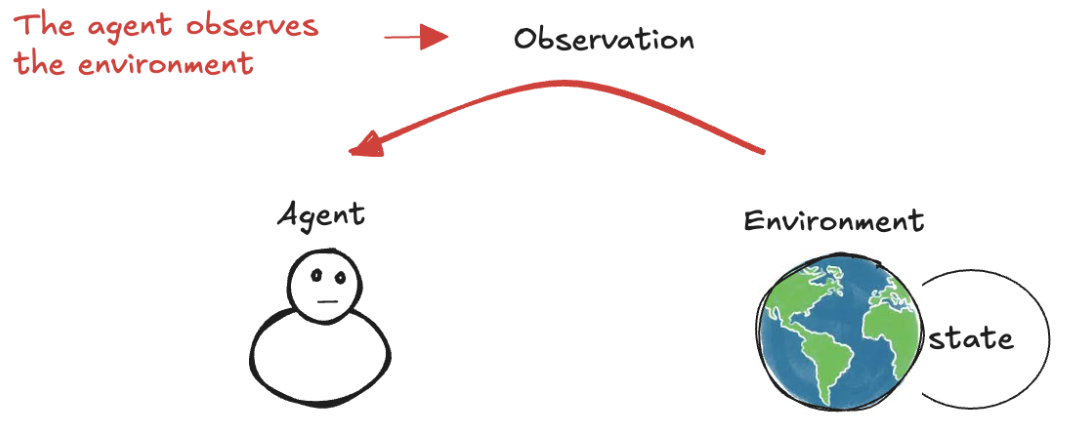 The agent observes
the environment
Observation
Agent
Environment
state